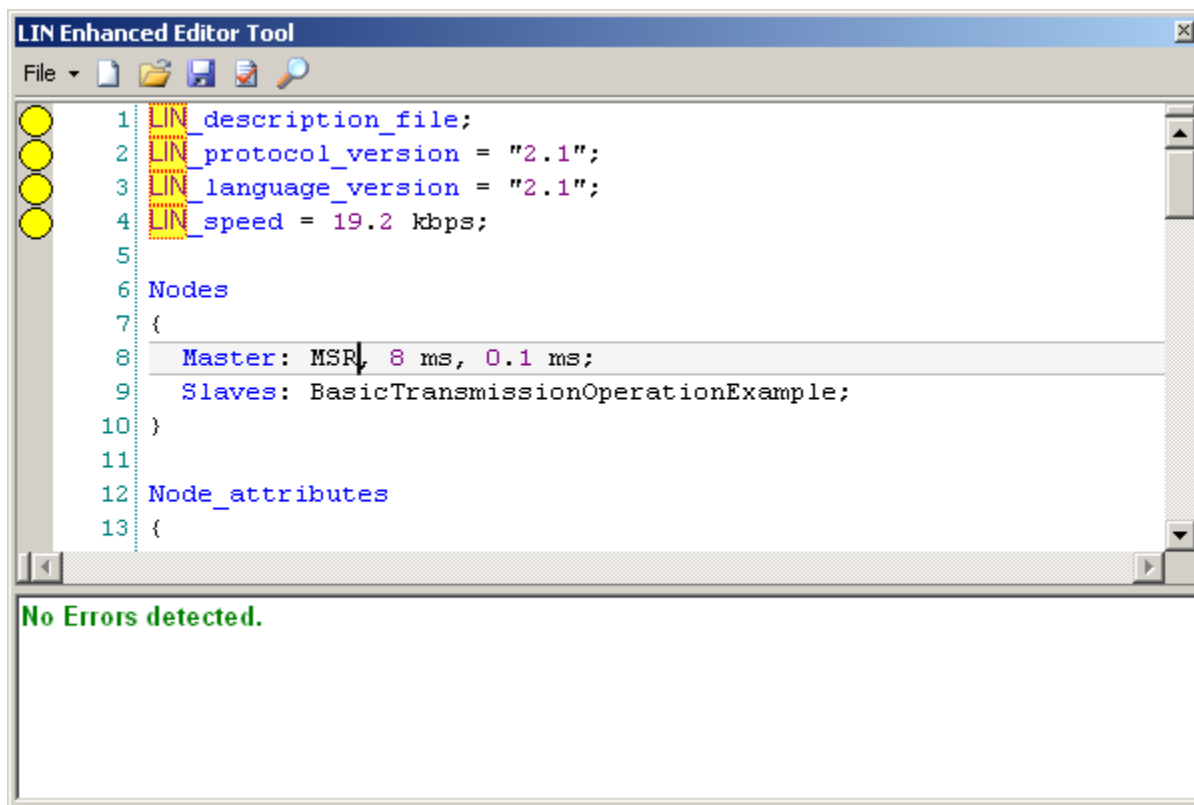 LIN Enhanced Editor Tool
File
1 LIN_description_file;
2 LIN_protocol_version = "2.1";
3 LIN_language_version = "2.1";
4 LIN_speed = 19.2 kbps;
5
6 Nodes
7 {
8 Master: MSR, 8 ms, 0.1 ms;
9 Slaves: BasicTransmissionOperationExample;
10 }
11
12 Node_attributes
13 {
No Errors detected.